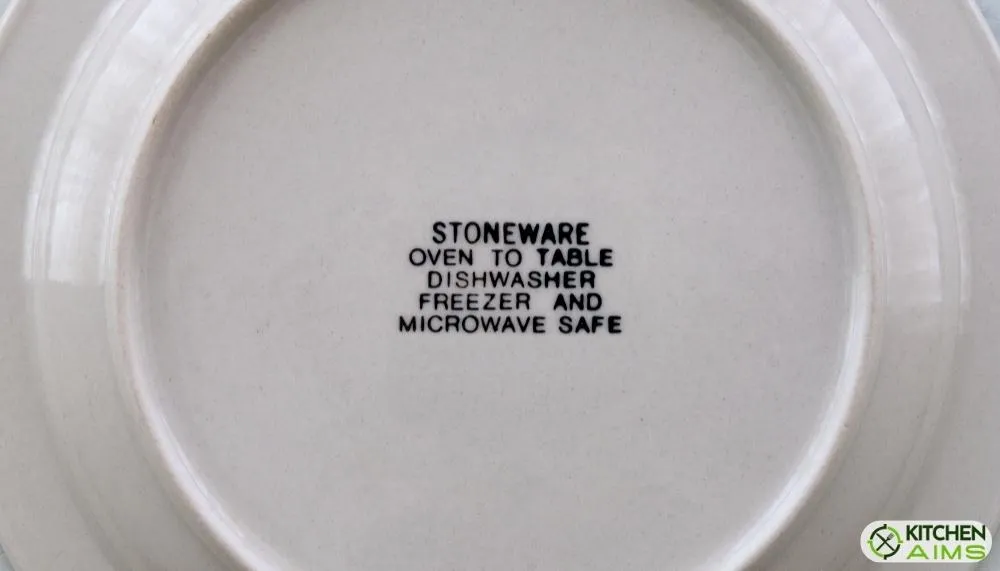 STONEWARE
OVEN TO TABLE
DISHWASHER
FREEZER AND
MICROWAVE SAFE
KITCHEN
AIMS